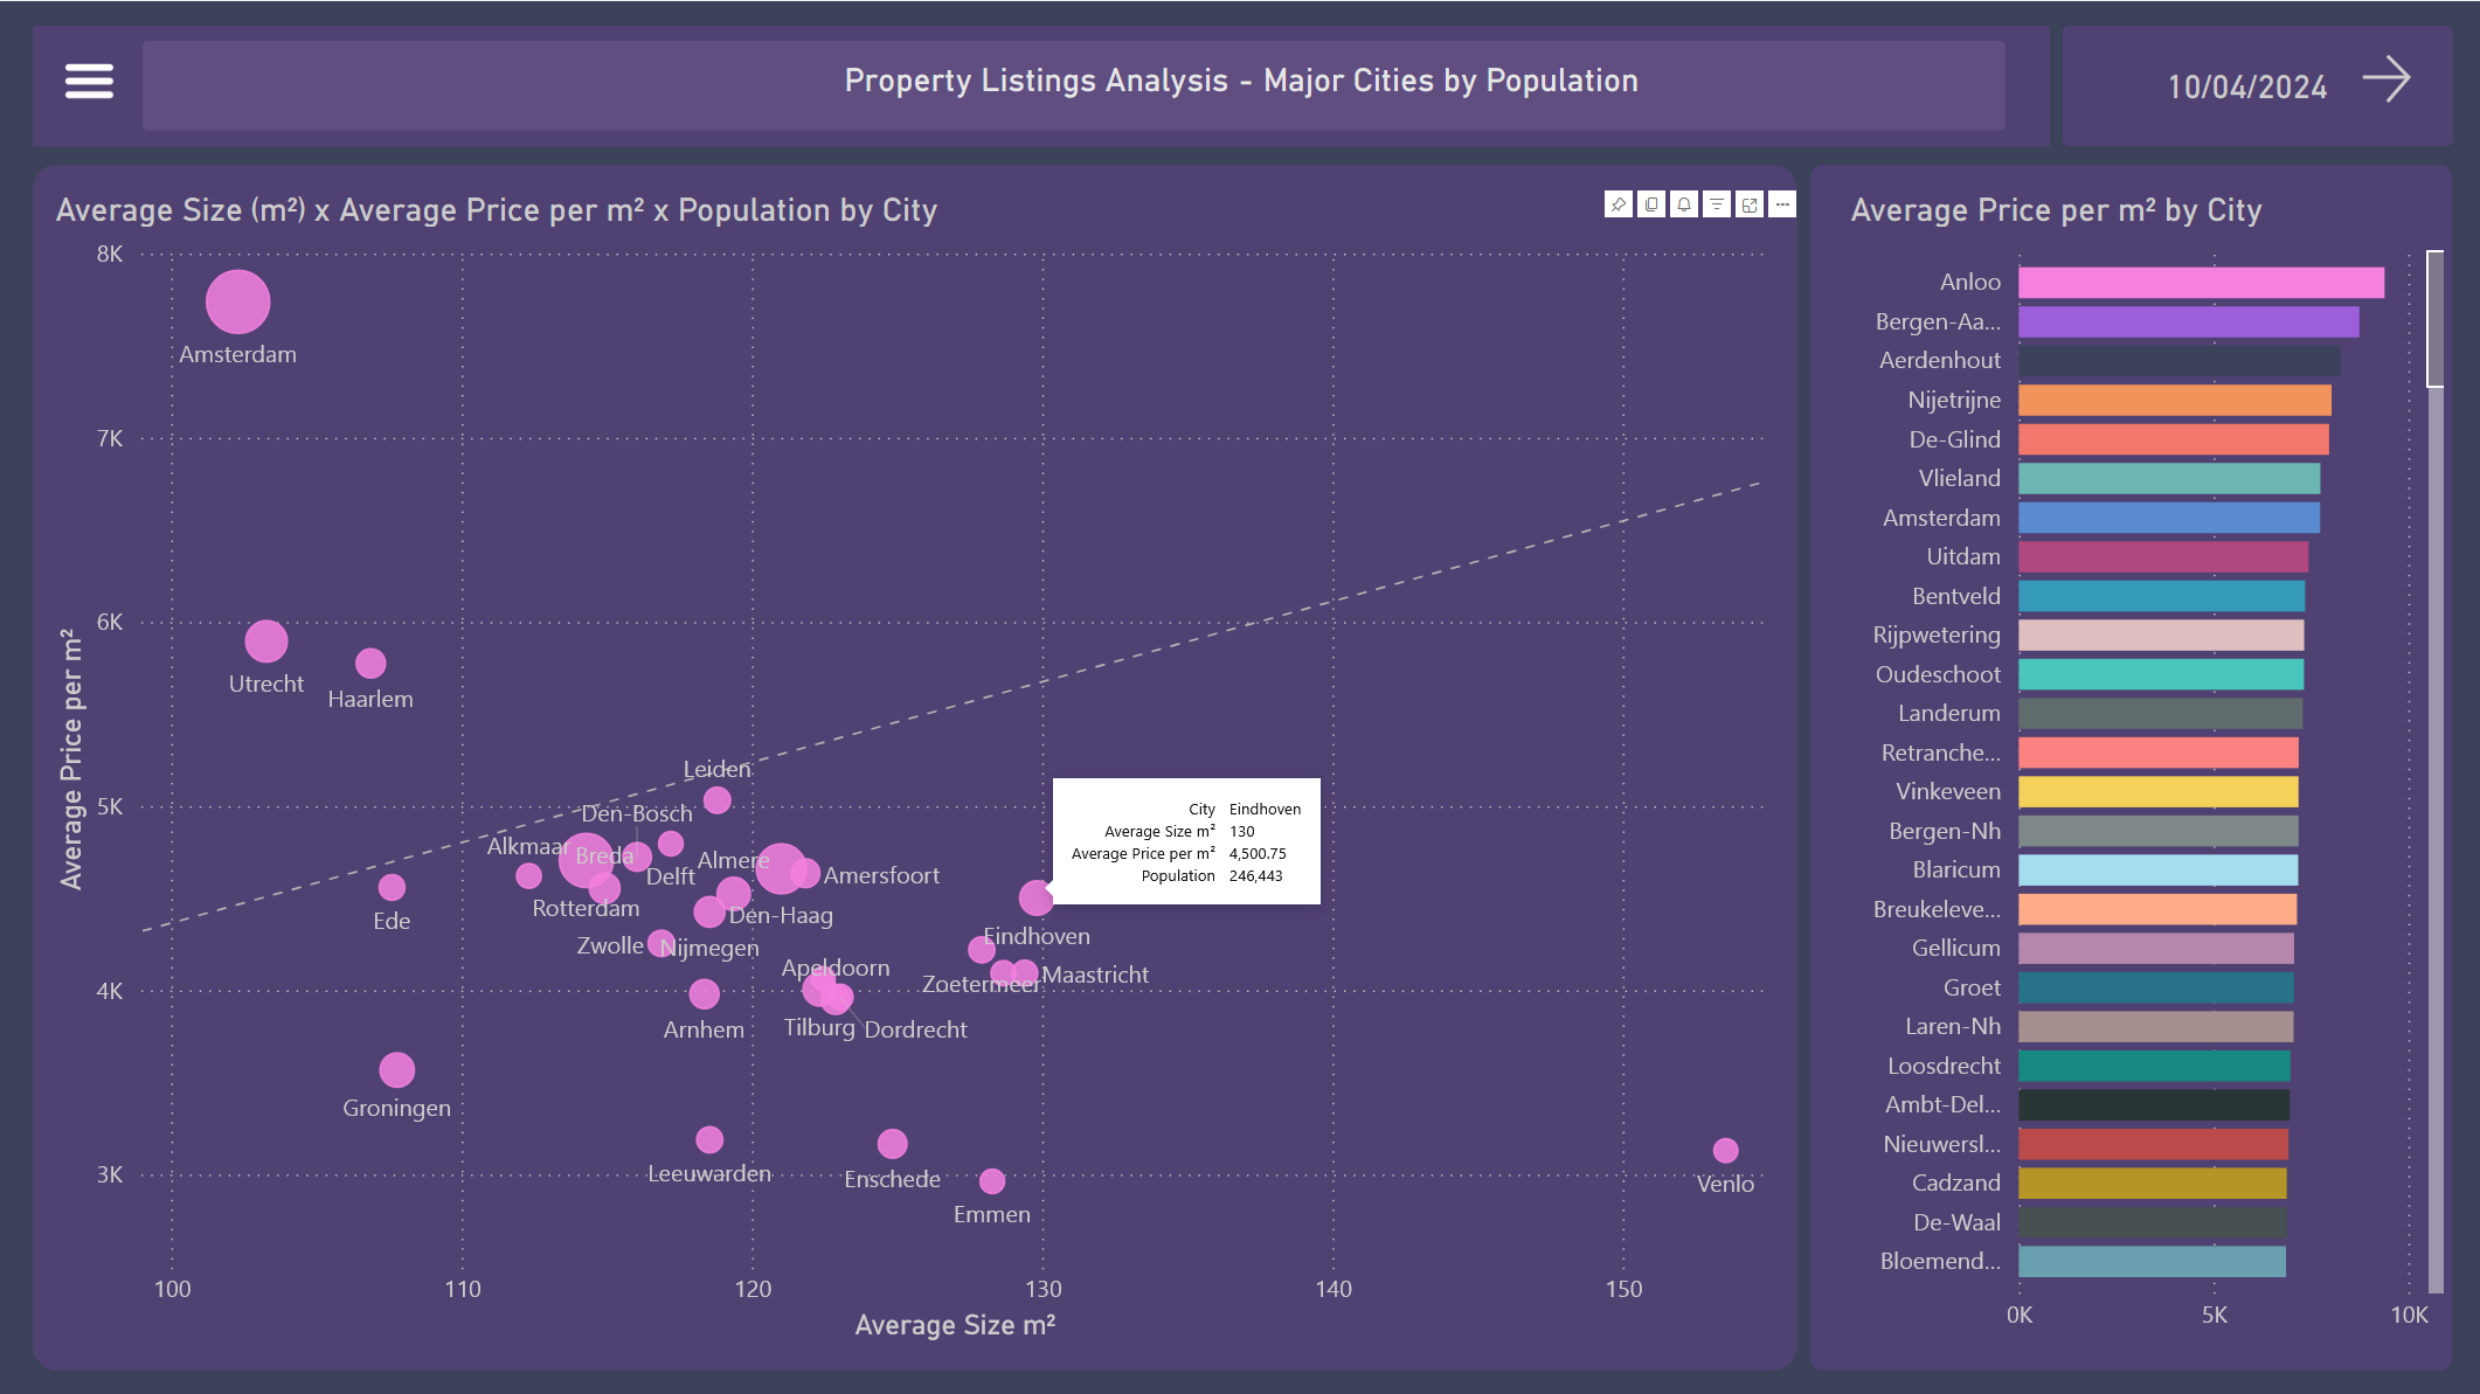 Property Listings Analysis - Major Cities by Population
10/04/2024
Average Size (m²) x Average Price per m² x Population by City
8K
7K
6K
5K
4K
3K
Average Price per m²
Amsterdam
Utrecht
Haarlem
Leiden
Den-Bosch
Alkmaar
Breda
Almere
Delft
Amersfoort
Ede
Rotterdam
Den-Haag
Zwolle
Nijmegen
Eindhoven
Apeldoorn
Zoetermeer
Maastricht
Arnhem
Tilburg
Dordrecht
Groningen
Leeuwarden
Enschede
Emmen
Venlo
City Eindhoven
Average Size m² 130
Average Price per m² 4,500.75
Population 246,443
100 110 120 130 140 150
Average Size m²
Average Price per m² by City
Anloo
Bergen-Aa...
Aerdenhout
Nijetrijne
De-Glind
Vlieland
Amsterdam
Uitdam
Bentveld
Rijpwetering
Oudeschoot
Landerum
Retranche...
Vinkeveen
Bergen-Nh
Blaricum
Breukeleve...
Gellicum
Groet
Laren-Nh
Loosdrecht
Ambt-Del...
Nieuwersl...
Cadzand
De-Waal
Bloemend...
0K 5K 10K